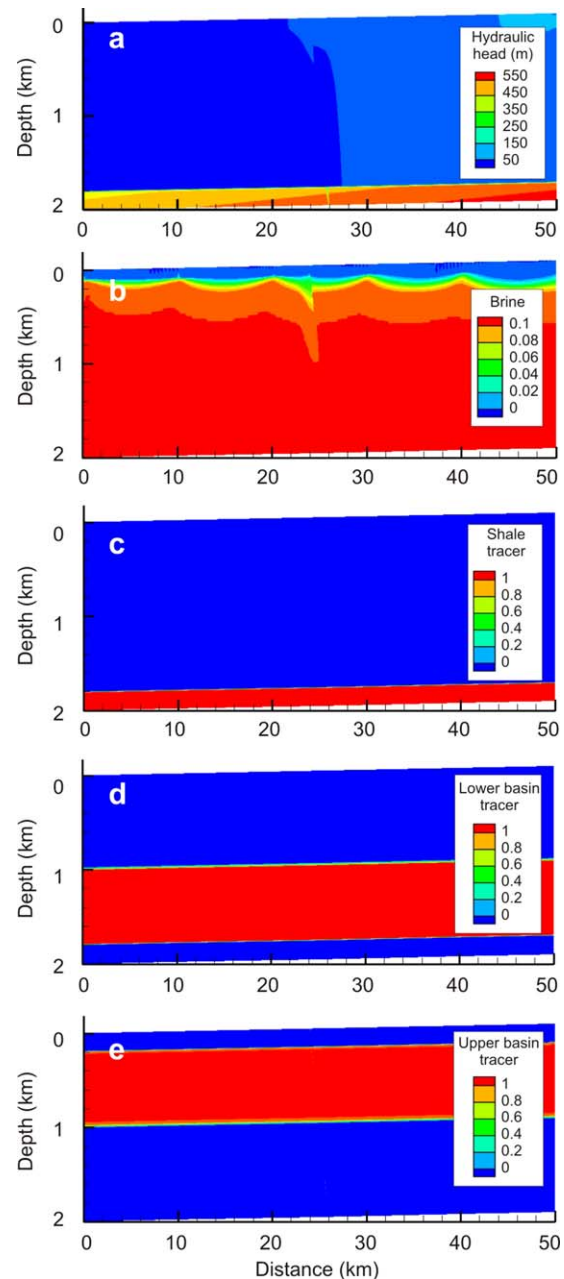 a
Depth (km)
0
1
2
0 10 20 30 40 50
Hydraulic
head (m)
550
450
350
250
150
50
b
Depth (km)
0
1
2
0 10 20 30 40 50
Brine
0.1
0.08
0.06
0.04
0.02
0
c
Depth (km)
0
1
2
0 10 20 30 40 50
Shale
tracer
1
0.8
0.6
0.4
0.2
0
d
Depth (km)
0
1
2
0 10 20 30 40 50
Lower basin
tracer
1
0.8
0.6
0.4
0.2
0
e
Depth (km)
0
1
2
0 10 20 30 40 50
Upper basin
tracer
1
0.8
0.6
0.4
0.2
0
Distance (km)